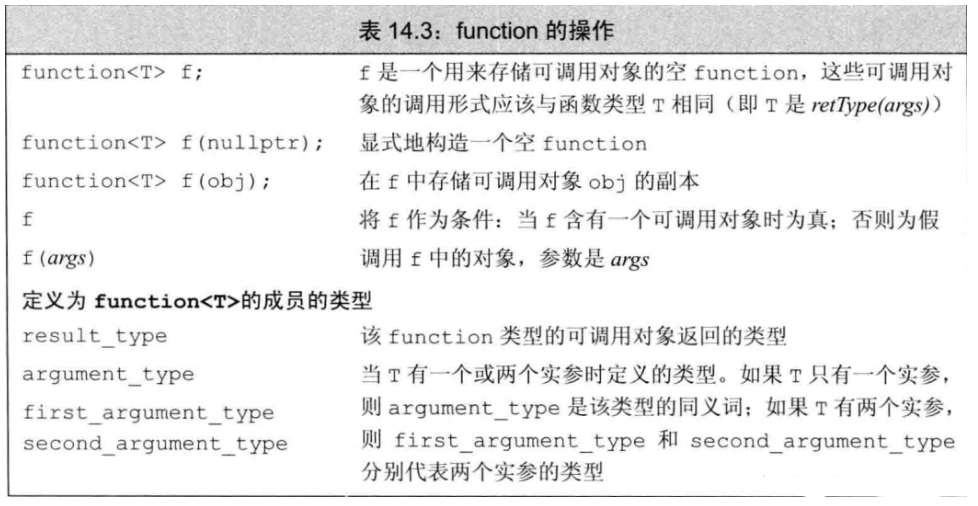 表 14.3：function 的操作
function<T> f; f 是一个用来存储可调用对象的空 function，这些可调用对
象的调用形式应该与函数类型 T 相同（即 T 是 retType(args)）
function<T> f(nullptr); 显式地构造一个空 function
function<T> f(obj); 在 f 中存储可调用对象 obj 的副本
f 将 f 作为条件：当 f 含有一个可调用对象时为真；否则为假
f(args) 调用 f 中的对象，参数是 args
定义为 function<T>的成员的类型
result_type 该 function 类型的可调用对象返回的类型
argument_type 当 T 有一个或两个实参时定义的类型。如果 T 只有一个实参，
first_argument_type 则 argument_type 是该类型的同义词；如果 T 有两个实参，
second_argument_type 则 first_argument_type 和 second_argument_type
分别代表两个实参的类型